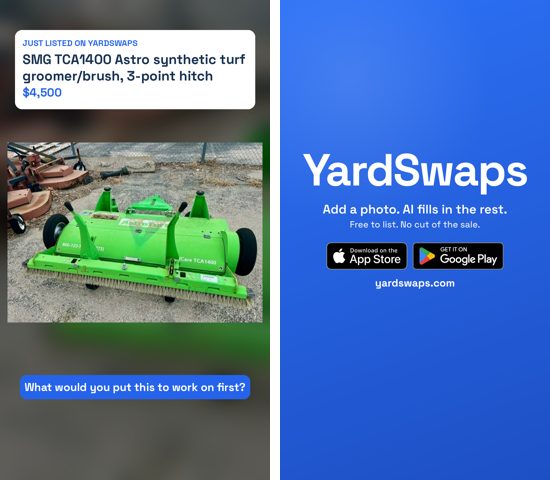 JUST LISTED ON YARDSWAPS
SMG TCA1400 Astro synthetic turf
groomer/brush, 3-point hitch
$4,500
TCA1400
What would you put this to work on first?
YardSwaps
Add a photo. AI fills in the rest.
Free to list. No cut of the sale.
Download on the
App Store
GET IT ON
Google Play
yardswaps.com